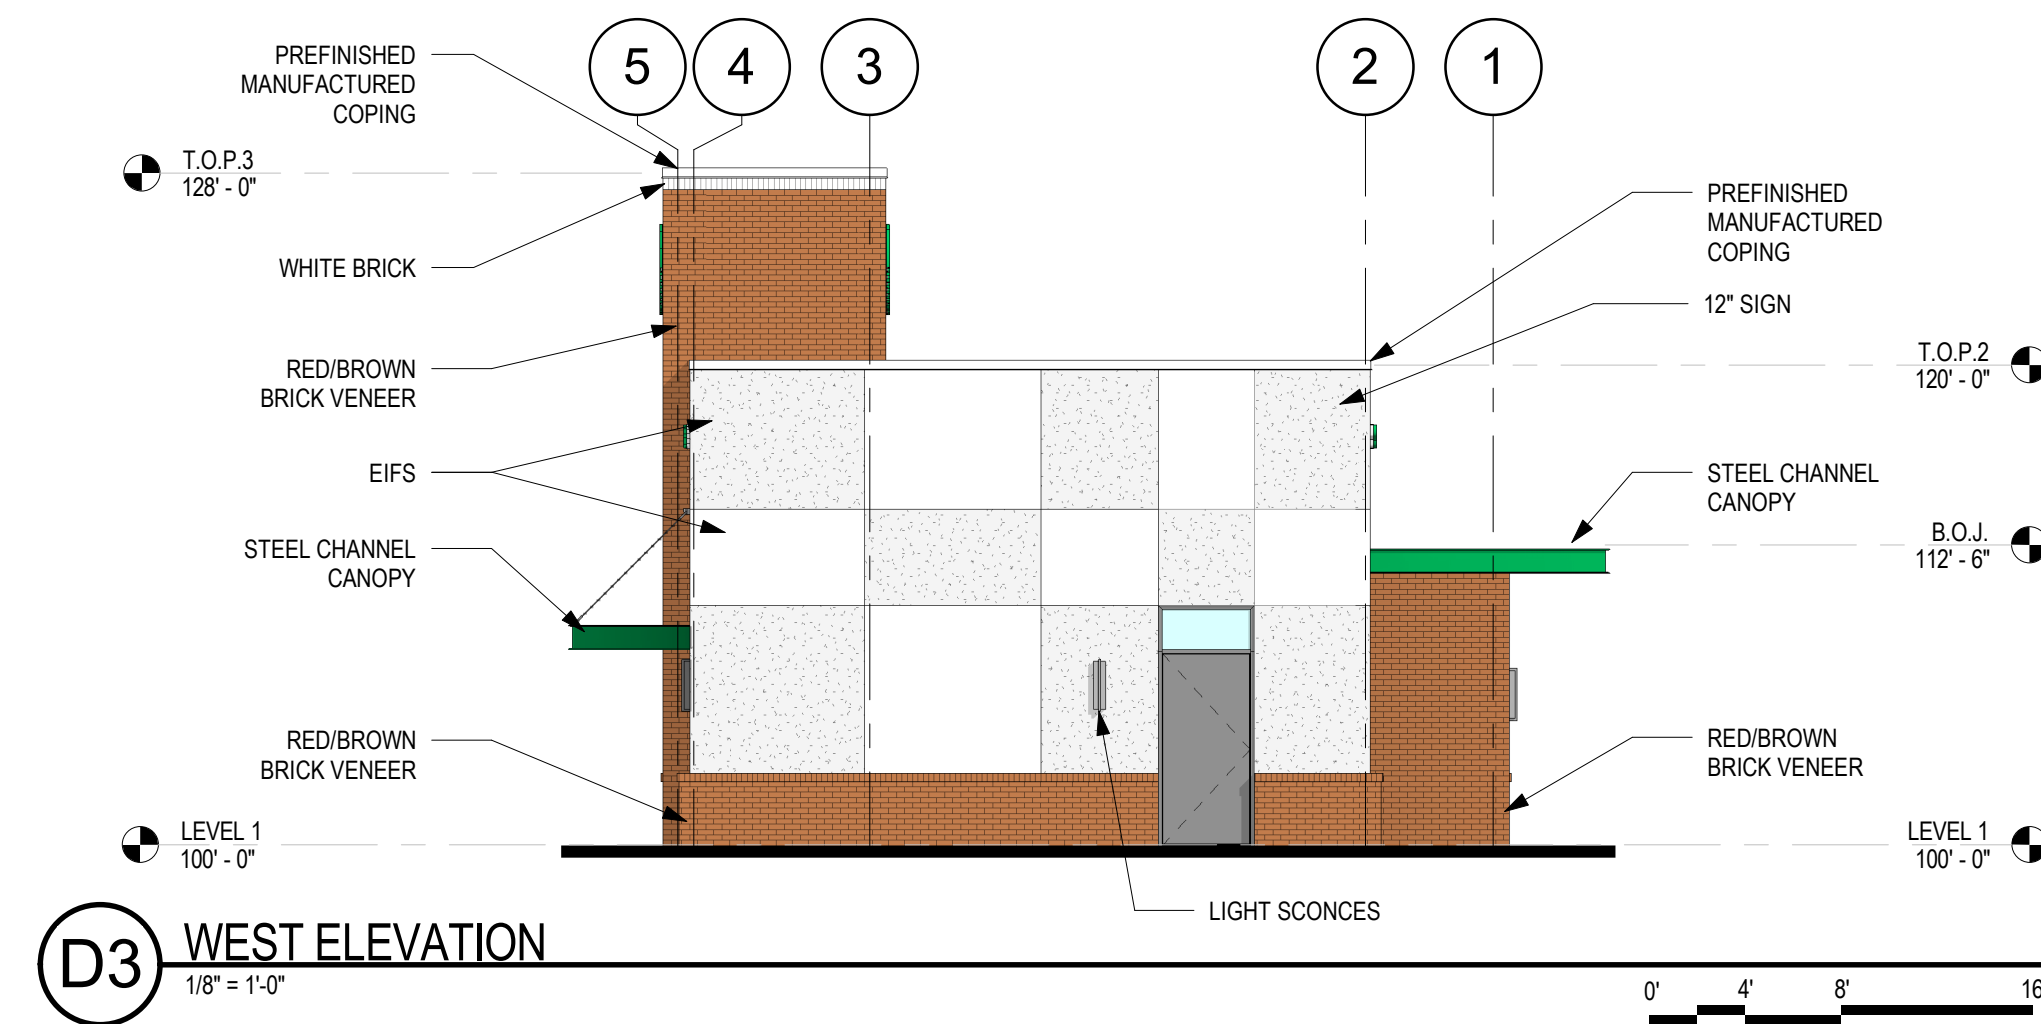 5
4
3
2
1
PREFINISHED
MANUFACTURED
COPING
T.O.P.3
128' - 0"
WHITE BRICK
RED/BROWN
BRICK VENEER
EIFS
STEEL CHANNEL
CANOPY
RED/BROWN
BRICK VENEER
LEVEL 1
100' - 0"
PREFINISHED
MANUFACTURED
COPING
12" SIGN
T.O.P.2
120' - 0"
STEEL CHANNEL
CANOPY
B.O.J.
112' - 6"
RED/BROWN
BRICK VENEER
LEVEL 1
100' - 0"
LIGHT SCONCES
D3
WEST ELEVATION
1/8" = 1'-0"
0' 4' 8' 16